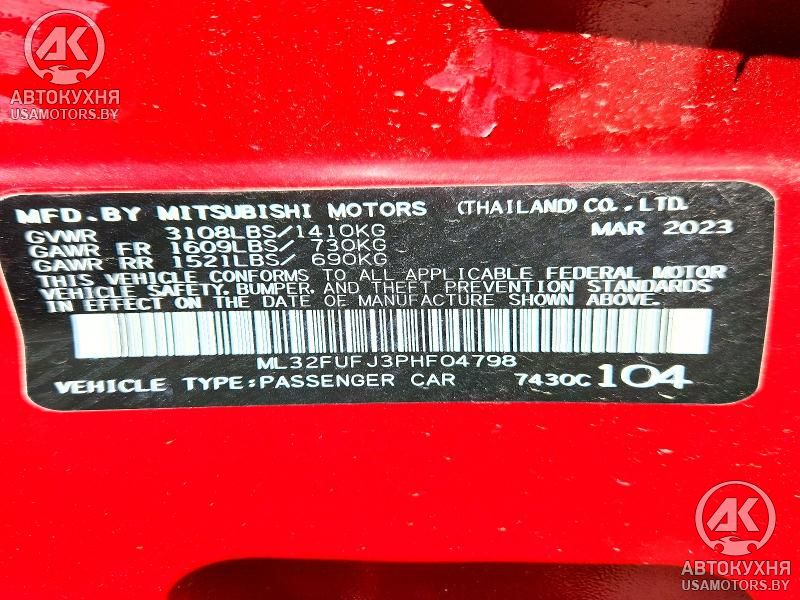 AK
АВТОКУХНЯ
USAMOTORS.BY
MFD. BY MITSUBISHI MOTORS (THAILAND) CO., LTD.
GVWR 3108LBS/1410KG MAR 2023
GAWR FR 1609LBS/ 730KG
GAWR RR 1521LBS/ 690KG
THIS VEHICLE CONFORMS TO ALL APPLICABLE FEDERAL MOTOR
VEHICLE SAFETY, BUMPER, AND THEFT PREVENTION STANDARDS
IN EFFECT ON THE DATE OF MANUFACTURE SHOWN ABOVE.
ML32FUFJ3PHF04798
VEHICLE TYPE:PASSENGER CAR 7430C 104
AK
АВТОКУХНЯ
USAMOTORS.BY